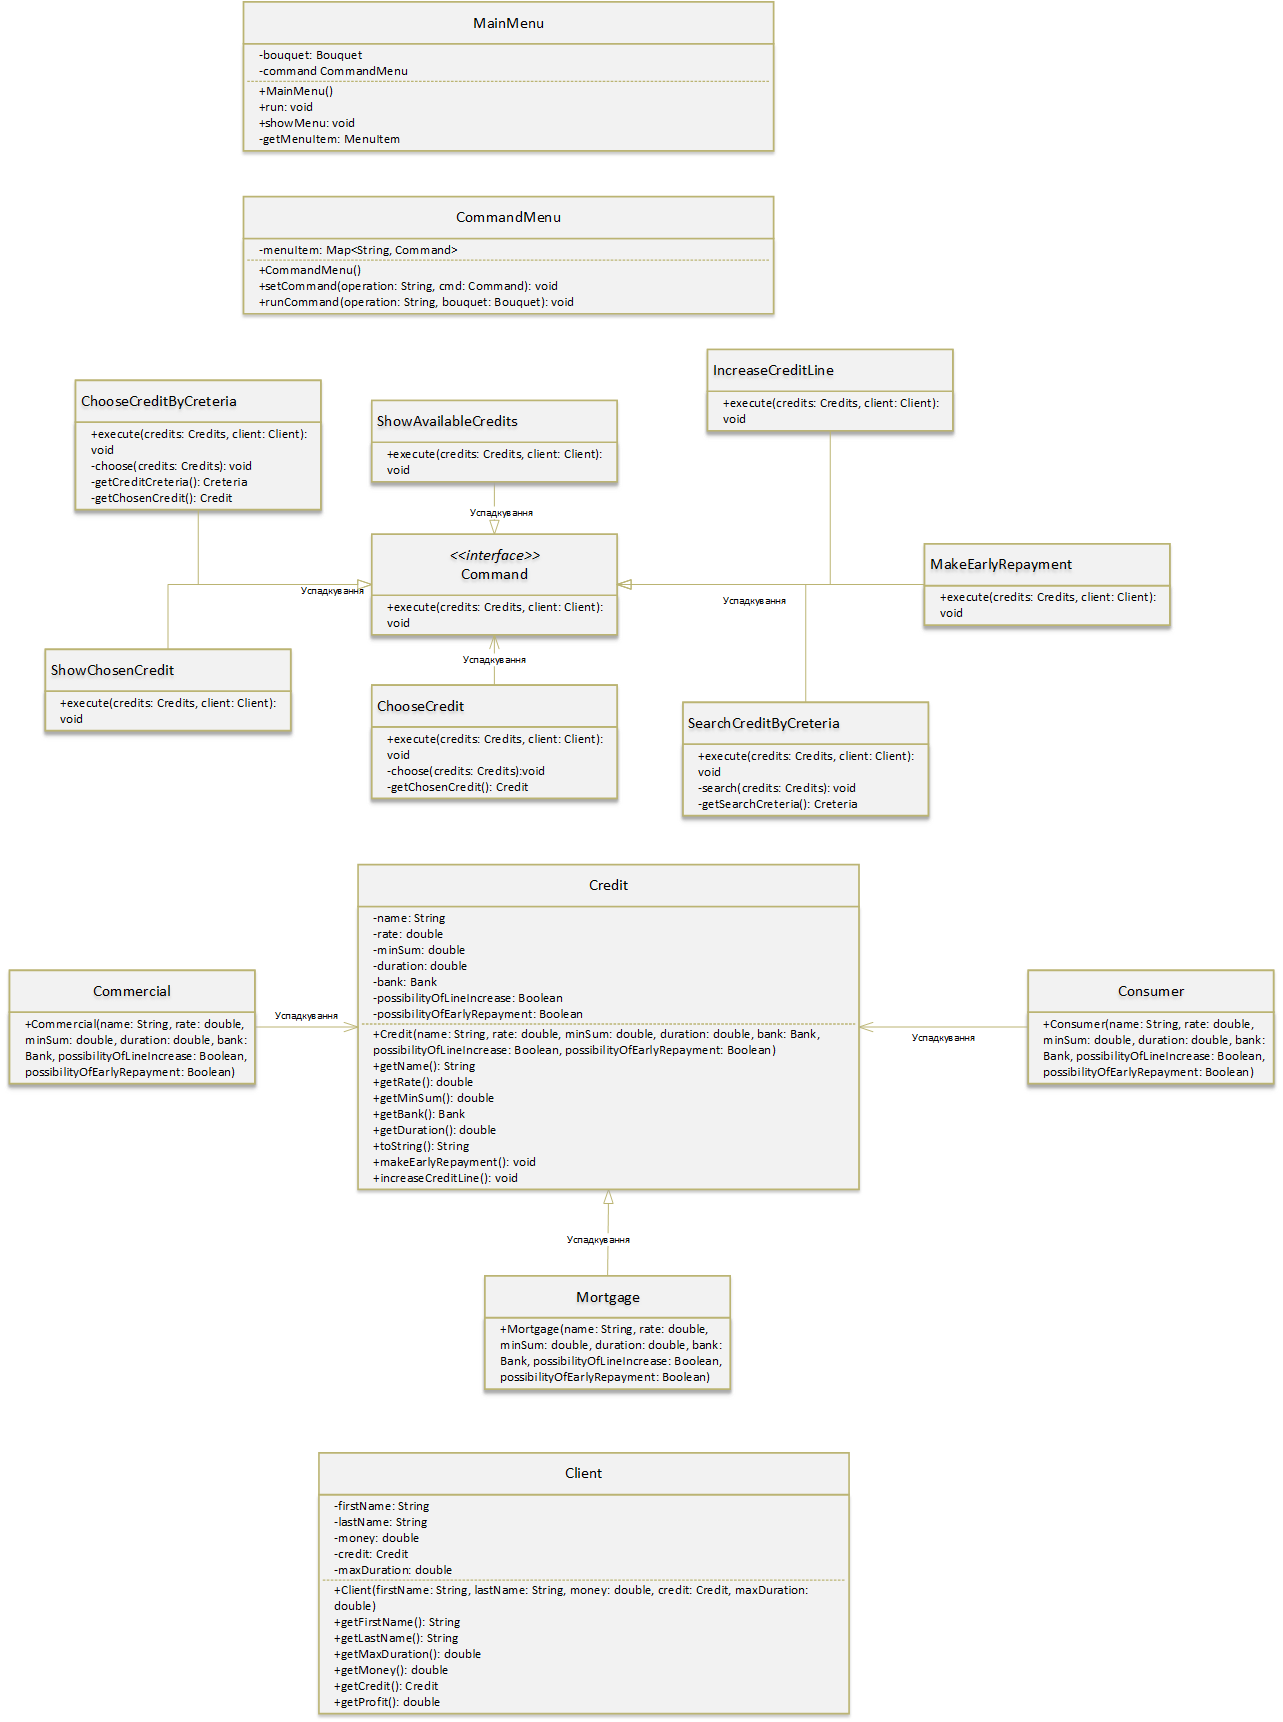 MainMenu
-bouquet: Bouquet
-command CommandMenu
+MainMenu()
+run: void
+showMenu: void
-getMenuItem: MenuItem
CommandMenu
-menuItem: Map<String, Command>
+CommandMenu()
+setCommand(operation: String, cmd: Command): void
+runCommand(operation: String, bouquet: Bouquet): void
IncreaseCreditLine
+execute(credits: Credits, client: Client):
void
ChooseCreditByCreteria
+execute(credits: Credits, client: Client):
void
-choose(credits: Credits): void
-getCreditCreteria(): Creteria
-getChosenCredit(): Credit
ShowAvailableCredits
+execute(credits: Credits, client: Client):
void
Успадкування
<<interface>>
Command
+execute(credits: Credits, client: Client):
void
Успадкування
Успадкування
MakeEarlyRepayment
+execute(credits: Credits, client: Client):
void
ShowChosenCredit
+execute(credits: Credits, client: Client):
void
Успадкування
ChooseCredit
+execute(credits: Credits, client: Client):
void
-choose(credits: Credits):void
-getChosenCredit(): Credit
SearchCreditByCreteria
+execute(credits: Credits, client: Client):
void
-search(credits: Credits): void
-getSearchCreteria(): Creteria
Credit
-name: String
-rate: double
-minSum: double
-duration: double
-bank: Bank
-possibilityOfLineIncrease: Boolean
-possibilityOfEarlyRepayment: Boolean
+Credit(name: String, rate: double, minSum: double, duration: double, bank: Bank,
possibilityOfLineIncrease: Boolean, possibilityOfEarlyRepayment: Boolean)
+getName(): String
+getRate(): double
+getMinSum(): double
+getBank(): Bank
+getDuration(): double
+toString(): String
+makeEarlyRepayment(): void
+increaseCreditLine(): void
Commercial
+Commercial(name: String, rate: double,
minSum: double, duration: double, bank:
Bank, possibilityOfLineIncrease: Boolean,
possibilityOfEarlyRepayment: Boolean)
Успадкування
Consumer
+Consumer(name: String, rate: double,
minSum: double, duration: double, bank:
Bank, possibilityOfLineIncrease: Boolean,
possibilityOfEarlyRepayment: Boolean)
Успадкування
Успадкування
Mortgage
+Mortgage(name: String, rate: double,
minSum: double, duration: double, bank:
Bank, possibilityOfLineIncrease: Boolean,
possibilityOfEarlyRepayment: Boolean)
Client
-firstName: String
-lastName: String
-money: double
-credit: Credit
-maxDuration: double
+Client(firstName: String, lastName: String, money: double, credit: Credit, maxDuration:
double)
+getFirstName(): String
+getLastName(): String
+getMaxDuration(): double
+getMoney(): double
+getCredit(): Credit
+getProfit(): double